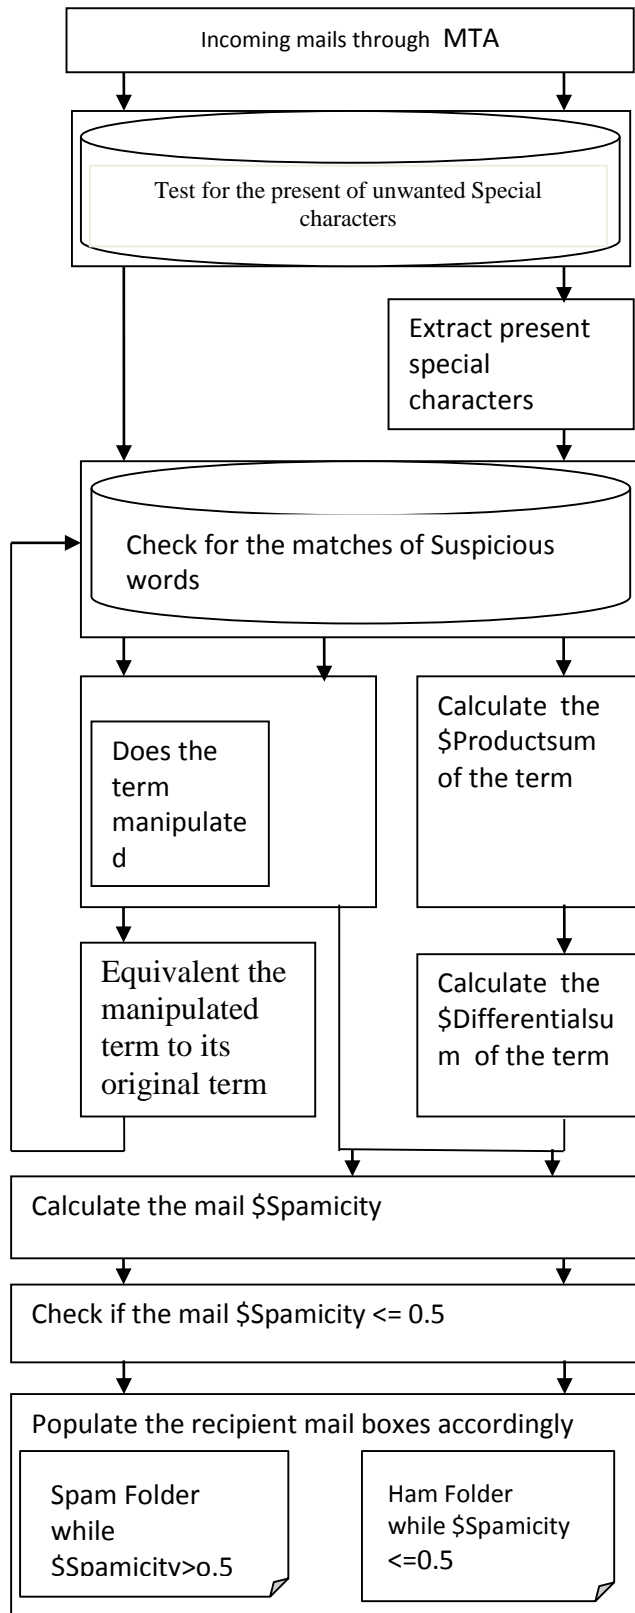 Incoming mails through MTA
Test for the present of unwanted Special
characters
Extract present
special
characters
Check for the matches of Suspicious
words
Does the
term
manipulate
d
Calculate the
$Productsum
of the term
Equivalent the
manipulated
term to its
original term
Calculate the
$Differentialsu
m of the term
Calculate the mail $Spamicity
Check if the mail $Spamicity <= 0.5
Populate the recipient mail boxes accordingly
Spam Folder
while
$Spamicity>0.5
Ham Folder
while $Spamicity
<=0.5